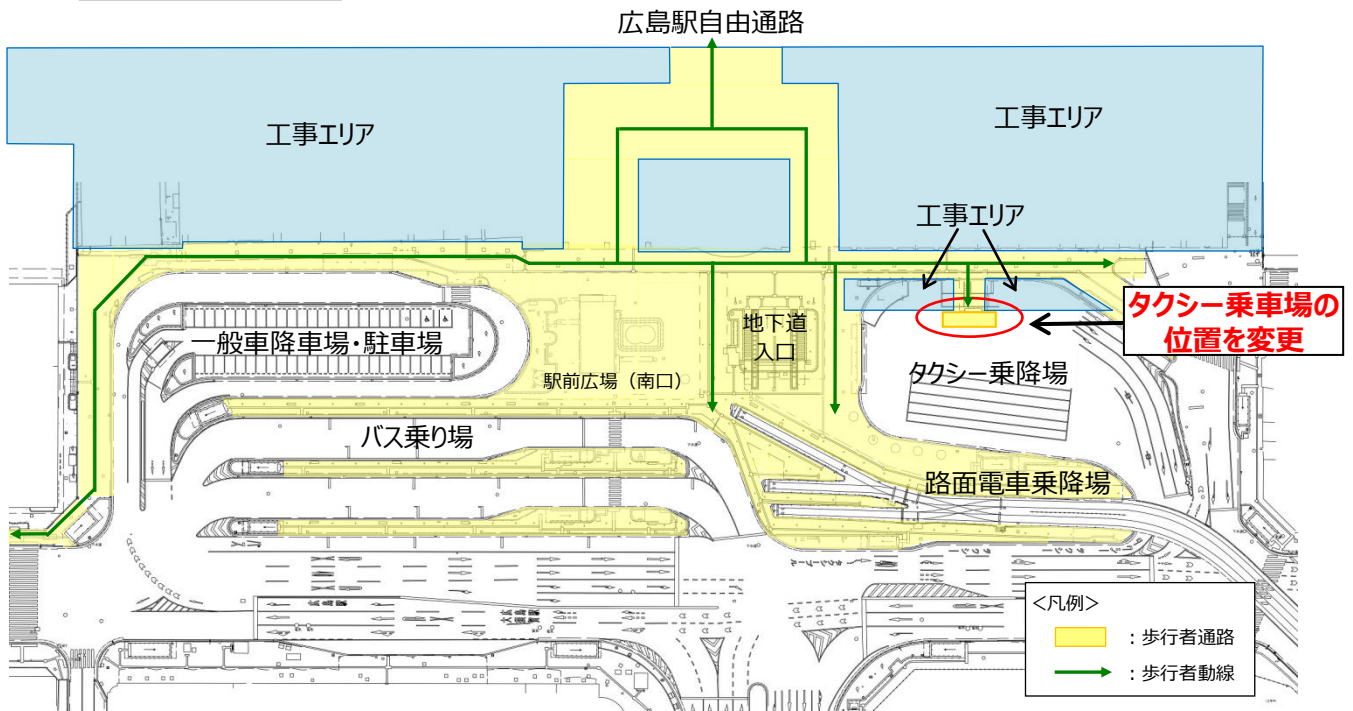 広島駅自由通路
工事エリア
工事エリア
工事エリア
タクシー乗車場の
位置を変更
地下道
入口
一般車降車場・駐車場
駅前広場（南口）
タクシー乗降場
バス乗り場
路面電車乗降場
＜凡例＞
：歩行者通路
：歩行者動線